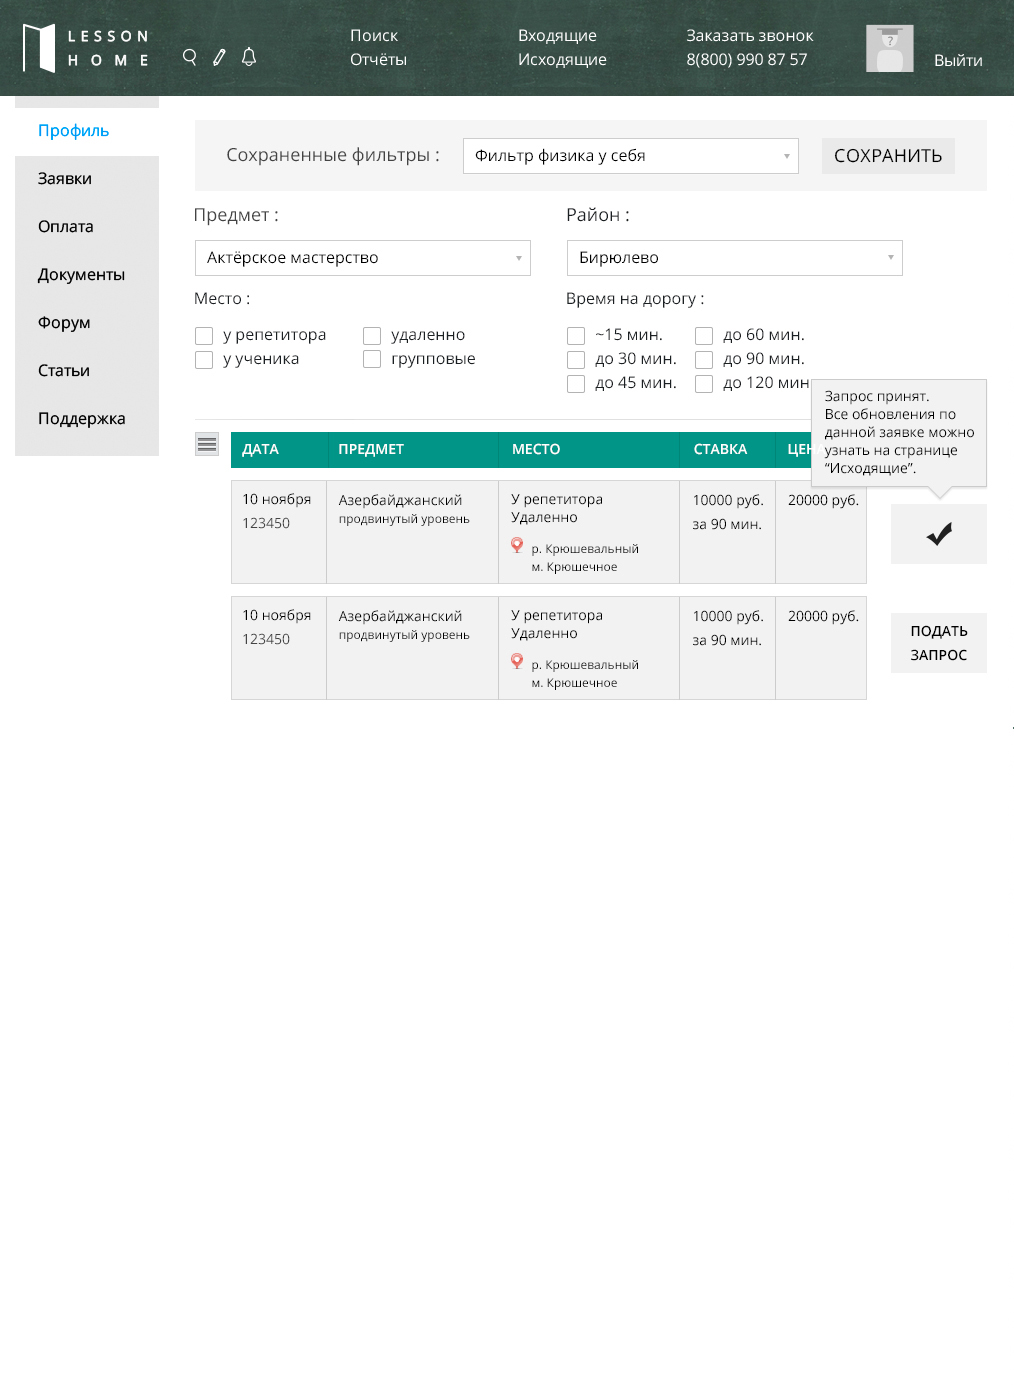 LESSON
HOME
Поиск
Отчёты
Входящие
Исходящие
Заказать звонок
8(800) 990 87 57
?
Выйти
Профиль
Заявки
Оплата
Документы
Форум
Статьи
Поддержка
Сохраненные фильтры :
Фильтр физика у себя
СОХРАНИТЬ
Предмет :
Актёрское мастерство
Район :
Бирюлево
Место :
у репетитора
удаленно
у ученика
групповые
Время на дорогу :
~15 мин.
до 60 мин.
до 30 мин.
до 90 мин.
до 45 мин.
до 120 мин
Запрос принят.
Все обновления по
данной заявке можно
узнать на странице
“Исходящие”.
ДАТА
ПРЕДМЕТ
МЕСТО
СТАВКА
ЦЕНА
10 ноября
123450
Азербайджанский
продвинутый уровень
У репетитора
Удаленно
р. Крюшевальный
м. Крюшечное
10000 руб.
за 90 мин.
20000 руб.
10 ноября
123450
Азербайджанский
продвинутый уровень
У репетитора
Удаленно
р. Крюшевальный
м. Крюшечное
10000 руб.
за 90 мин.
20000 руб.
ПОДАТЬ
ЗАПРОС